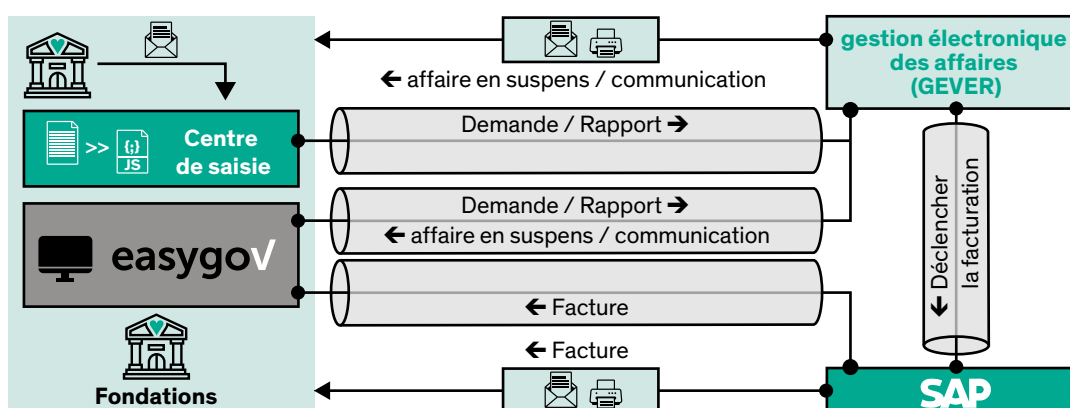 gestion électronique
des affaires
(GEVER)
← affaire en suspens / communication
>> {;}
JS
Centre
de saisie
Demande / Rapport →
Demande / Rapport →
← affaire en suspens / communication
easygov
← Déclencher
la facturation
← Facture
← Facture
Fondations
SAP